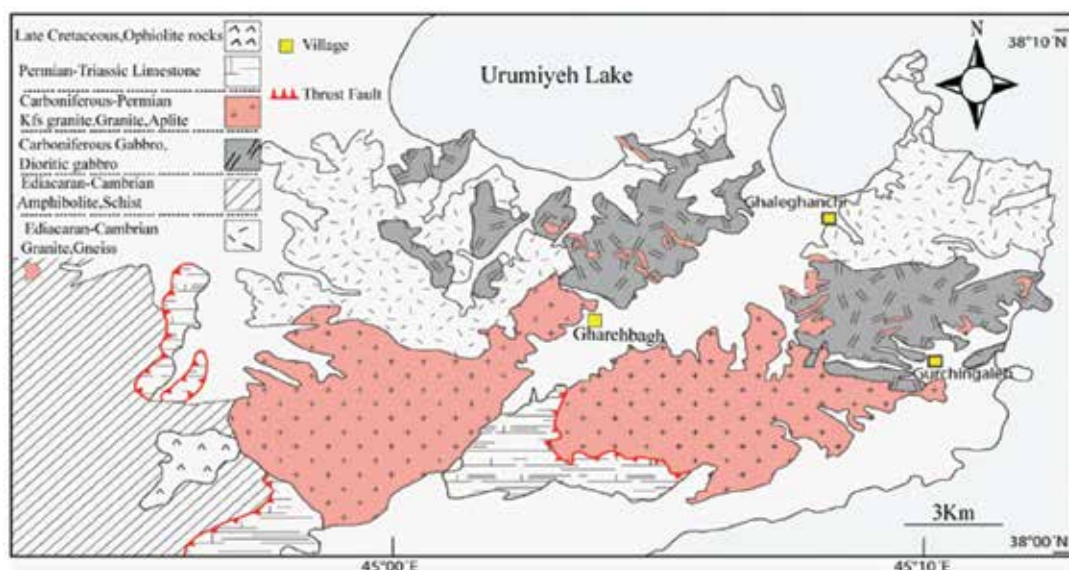 Late Cretaceous,Ophiolite rocks
Permian-Triassic Limestone
Carboniferous-Permian
Kfs granite,Granite,Aplite
Carboniferous Gabbro,
Dioritic gabbro
Ediacaran-Cambrian
Amphibolite,Schist
Ediacaran-Cambrian
Granite,Gneiss
Village
Thrust Fault
Urumiyeh Lake
N
38°10'
Ghaleghanchi
Gharehbagh
Gurchingaleh
3Km
38°00'N
45°00'E
45°10'E